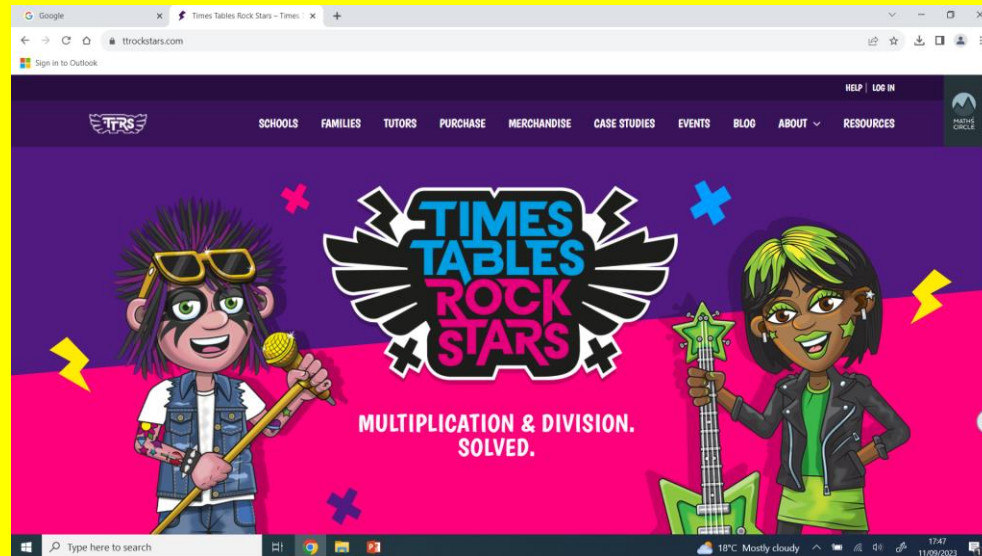 Google
Times Tables Rock Stars – Times
ttrockstars.com
Sign in to Outlook
HELP | LOG IN
TTRS
SCHOOLS FAMILIES TUTORS PURCHASE MERCHANDISE CASE STUDIES EVENTS BLOG ABOUT RESOURCES
MATHS
CIRCLE
TIMES
TABLES
ROCK
STARS
MULTIPLICATION & DIVISION.
SOLVED.
Type here to search
18°C Mostly cloudy
17:47
11/09/2023